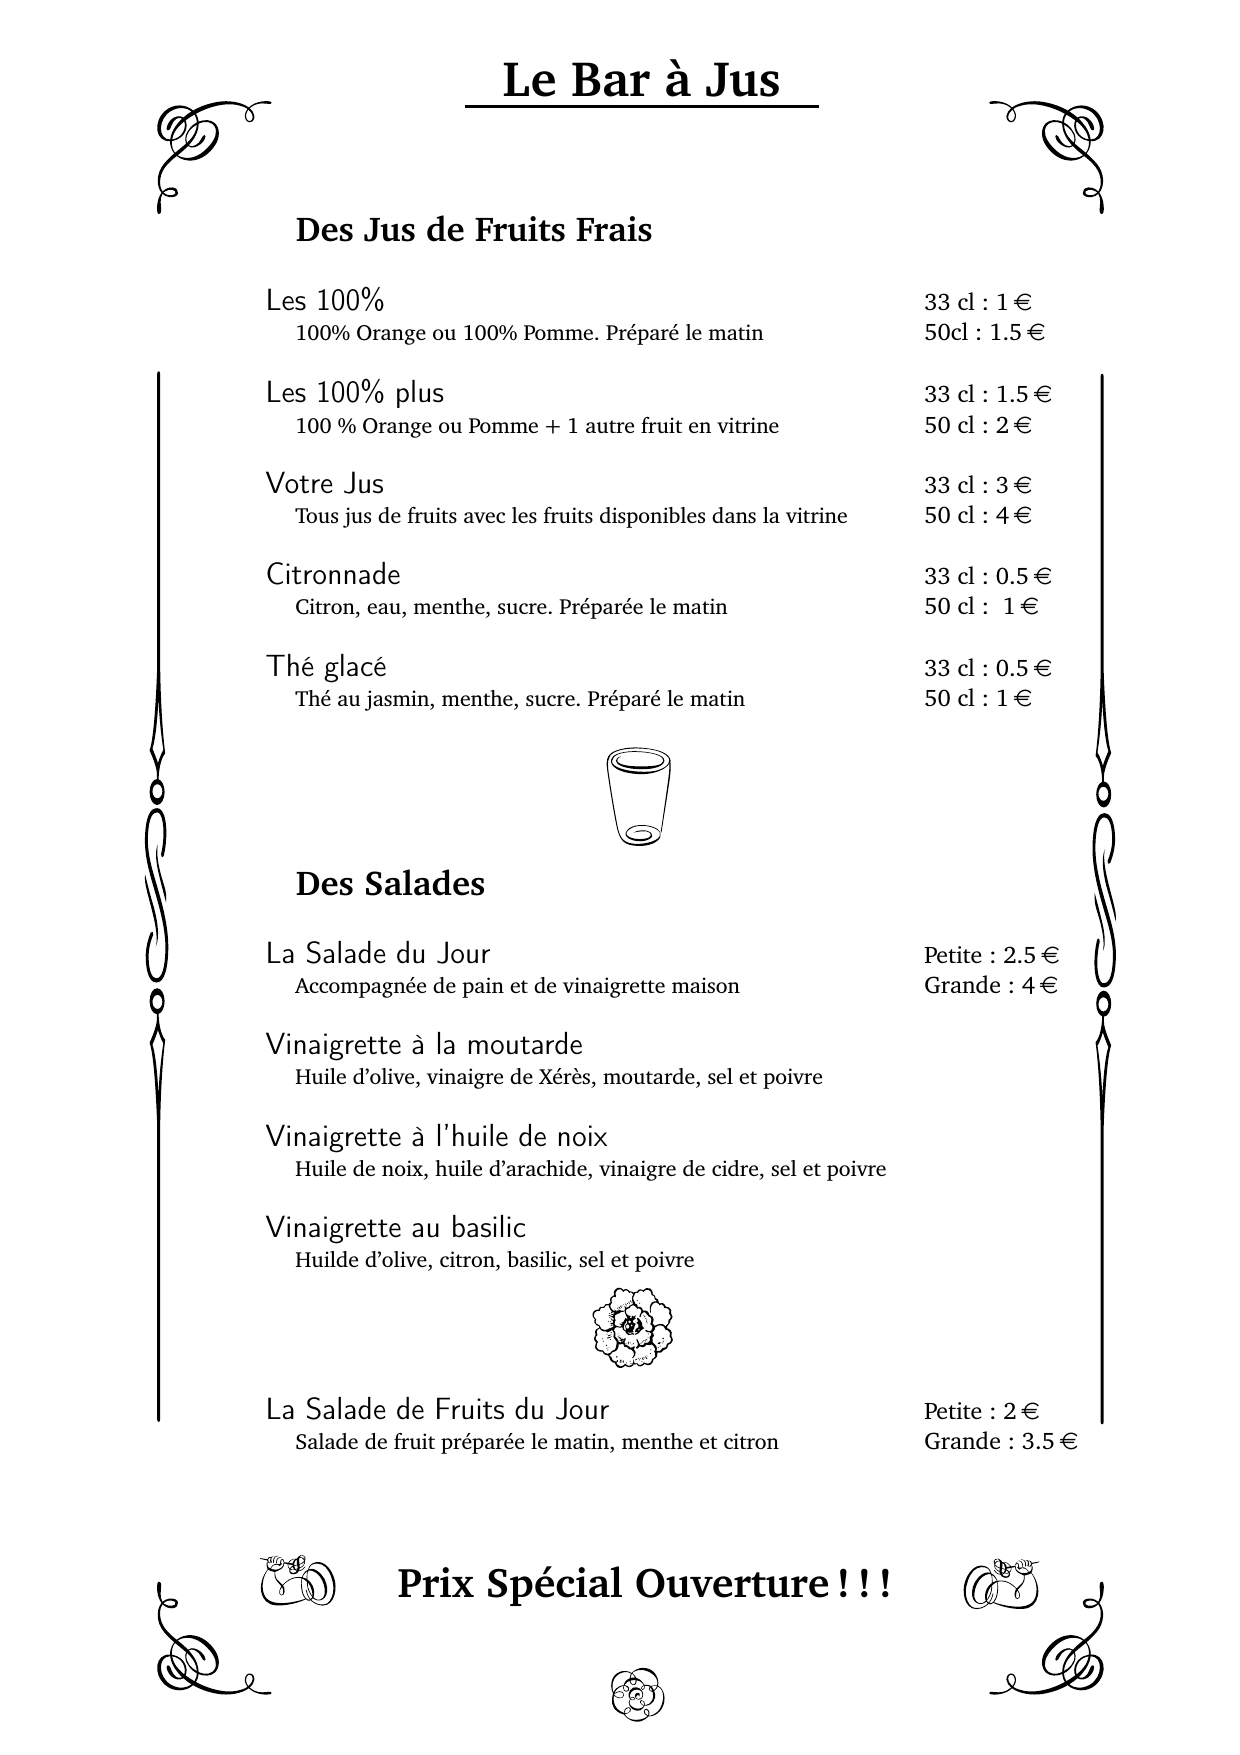 Le Bar à Jus
Des Jus de Fruits Frais
Les 100%
33 cl : 1 €
100% Orange ou 100% Pomme. Préparé le matin
50cl : 1.5 €
Les 100% plus
33 cl : 1.5 €
100 % Orange ou Pomme + 1 autre fruit en vitrine
50 cl : 2 €
Votre Jus
33 cl : 3 €
Tous jus de fruits avec les fruits disponibles dans la vitrine
50 cl : 4 €
Citronnade
33 cl : 0.5 €
Citron, eau, menthe, sucre. Préparée le matin
50 cl : 1 €
Thé glacé
33 cl : 0.5 €
Thé au jasmin, menthe, sucre. Préparé le matin
50 cl : 1 €
Des Salades
La Salade du Jour
Petite : 2.5 €
Accompagnée de pain et de vinaigrette maison
Grande : 4 €
Vinaigrette à la moutarde
Huile d'olive, vinaigre de Xérès, moutarde, sel et poivre
Vinaigrette à l'huile de noix
Huile de noix, huile d'arachide, vinaigre de cidre, sel et poivre
Vinaigrette au basilic
Huilde d'olive, citron, basilic, sel et poivre
La Salade de Fruits du Jour
Petite : 2 €
Salade de fruit préparée le matin, menthe et citron
Grande : 3.5 €
Prix Spécial Ouverture ! ! !